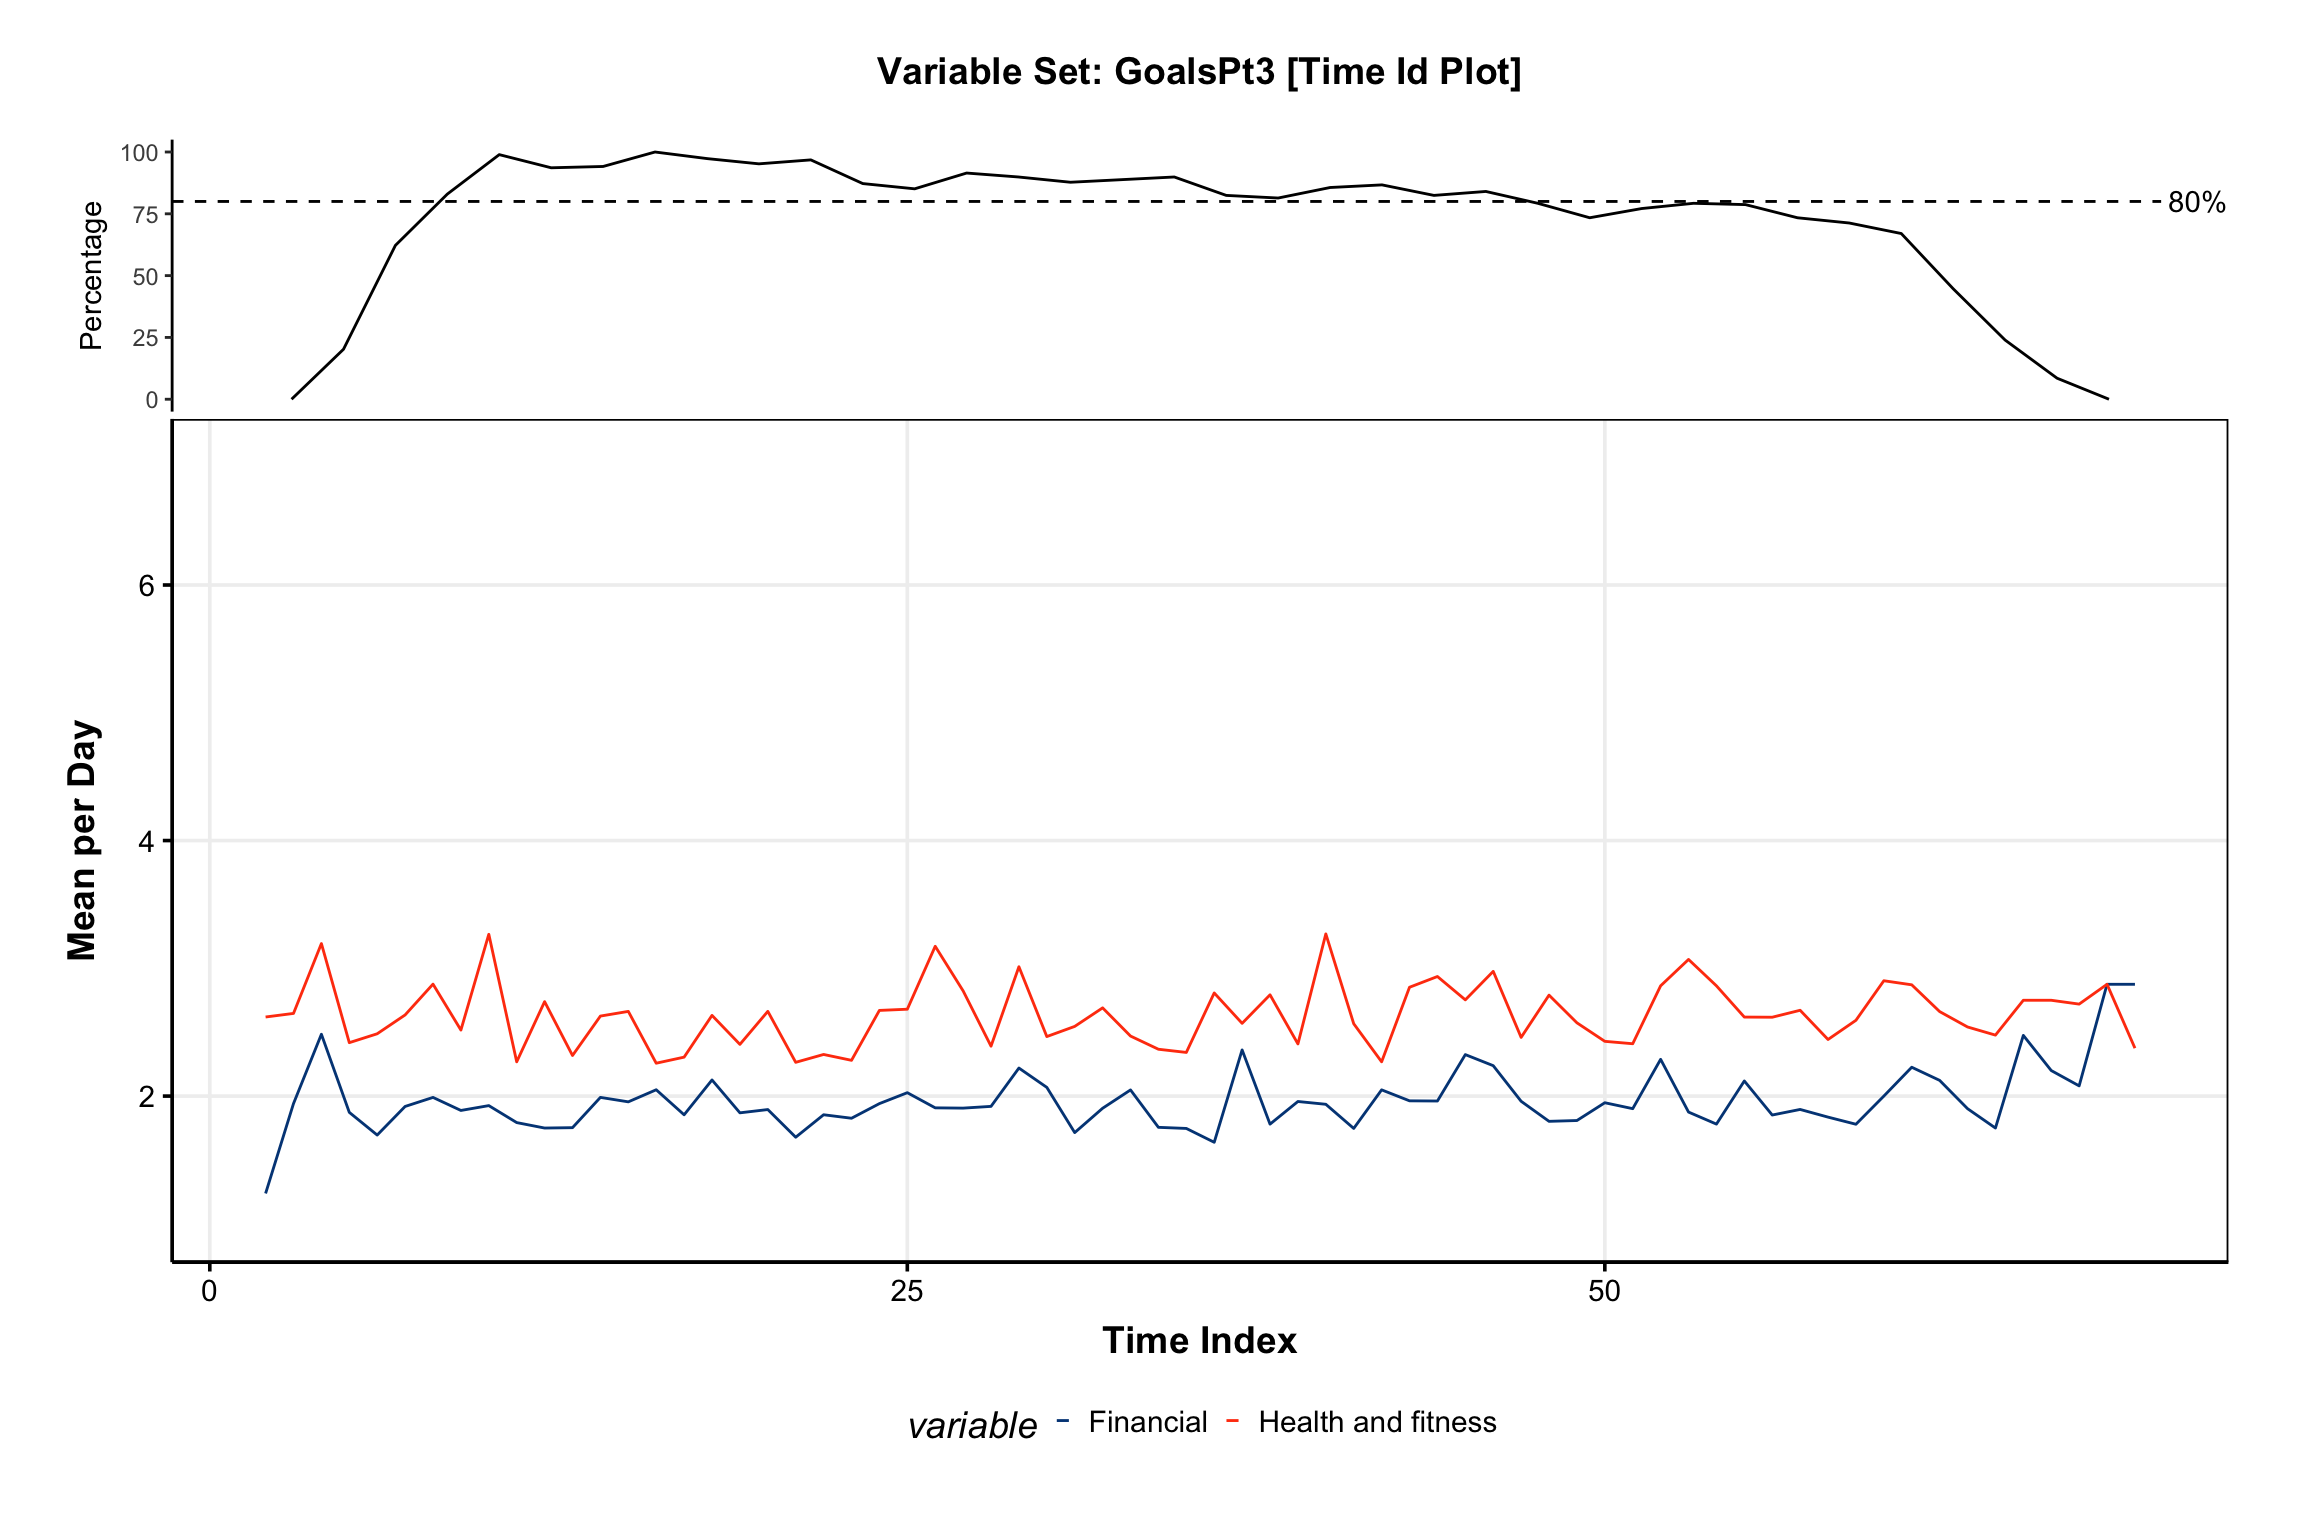 Variable Set: GoalsPt3 [Time Id Plot]
Percentage
100
75
50
25
0
80%
Mean per Day
6
4
2
0 25 50
Time Index
variable Financial Health and fitness